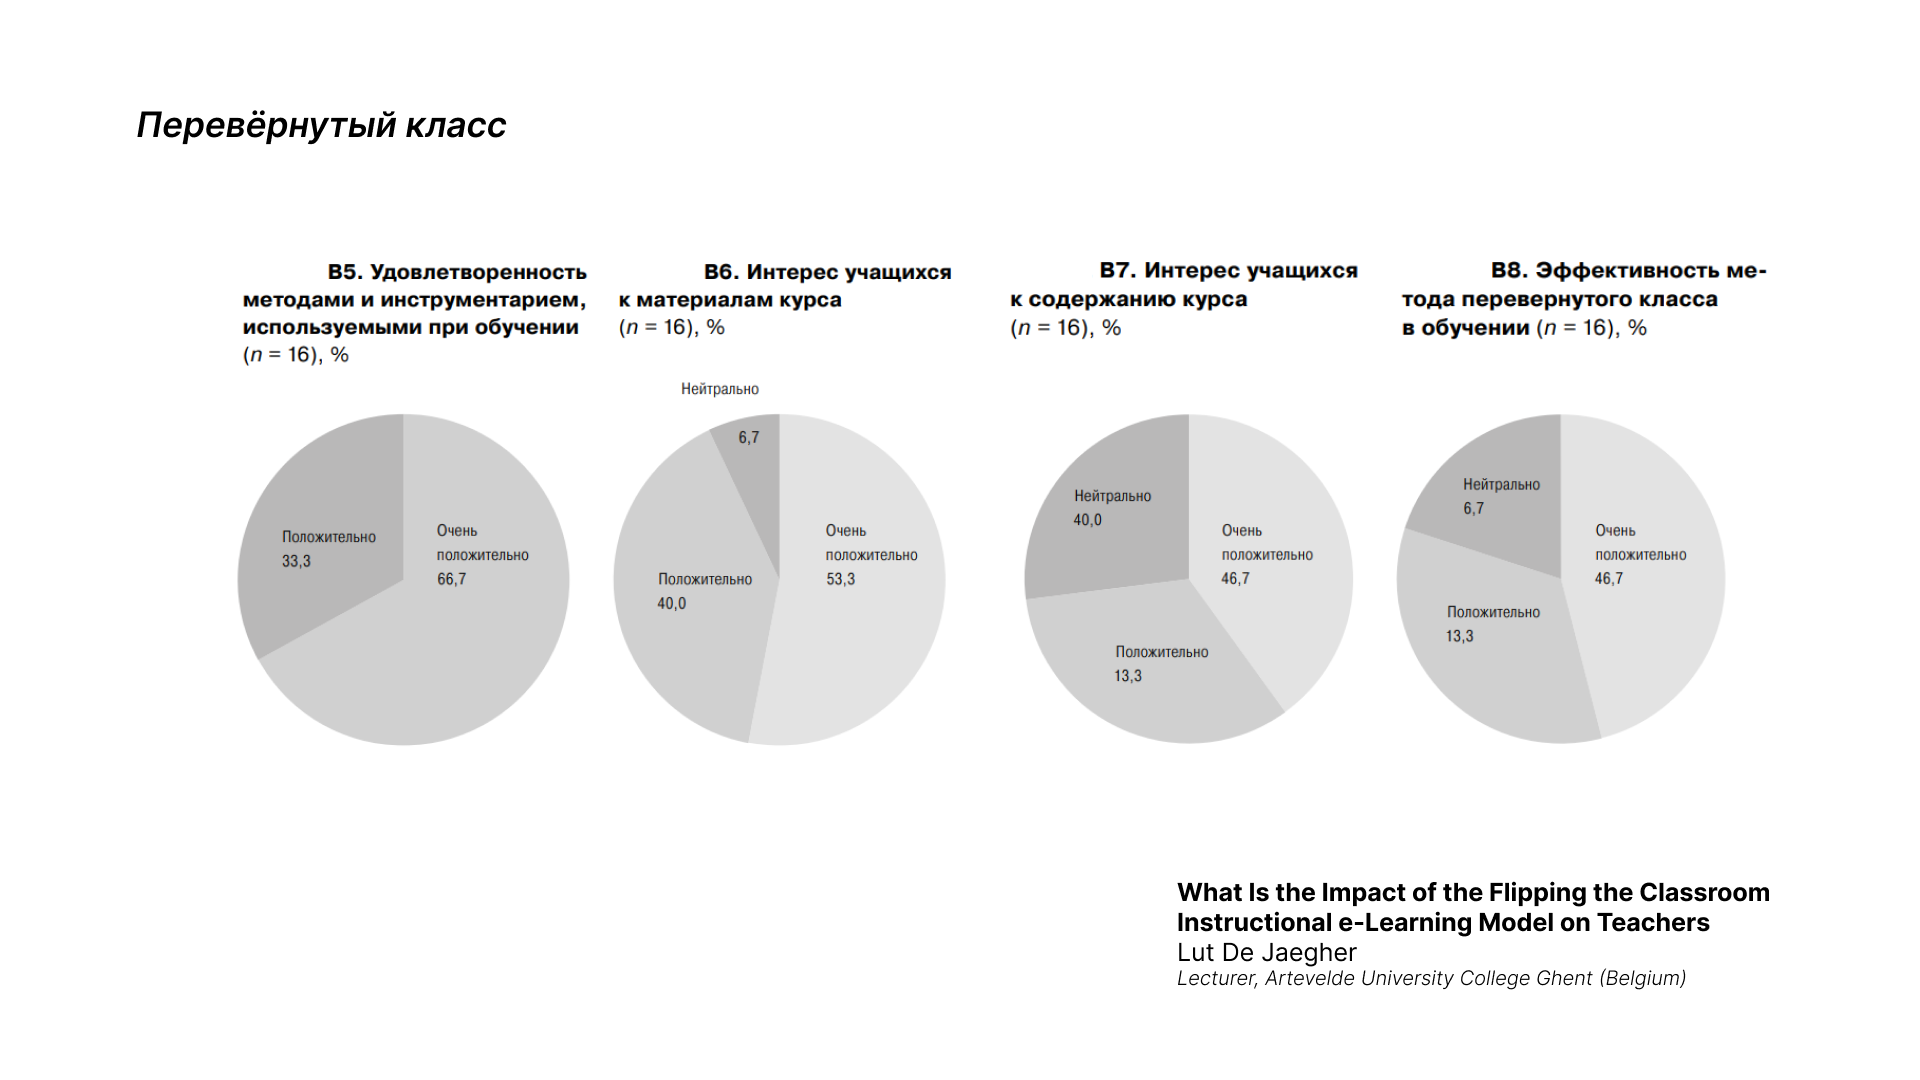 Перевёрнутый класс
В5. Удовлетворенность
методами и инструментарием,
используемыми при обучении
(n = 16), %
Положительно
33,3
Очень
положительно
66,7
В6. Интерес учащихся
к материалам курса
(n = 16), %
Нейтрально
6,7
Положительно
40,0
Очень
положительно
53,3
В7. Интерес учащихся
к содержанию курса
(n = 16), %
Нейтрально
40,0
Очень
положительно
46,7
Положительно
13,3
В8. Эффективность ме-
тода перевернутого класса
в обучении (n = 16), %
Нейтрально
6,7
Очень
положительно
46,7
Положительно
13,3
What Is the Impact of the Flipping the Classroom
Instructional e-Learning Model on Teachers
Lut De Jaegher
Lecturer, Artevelde University College Ghent (Belgium)